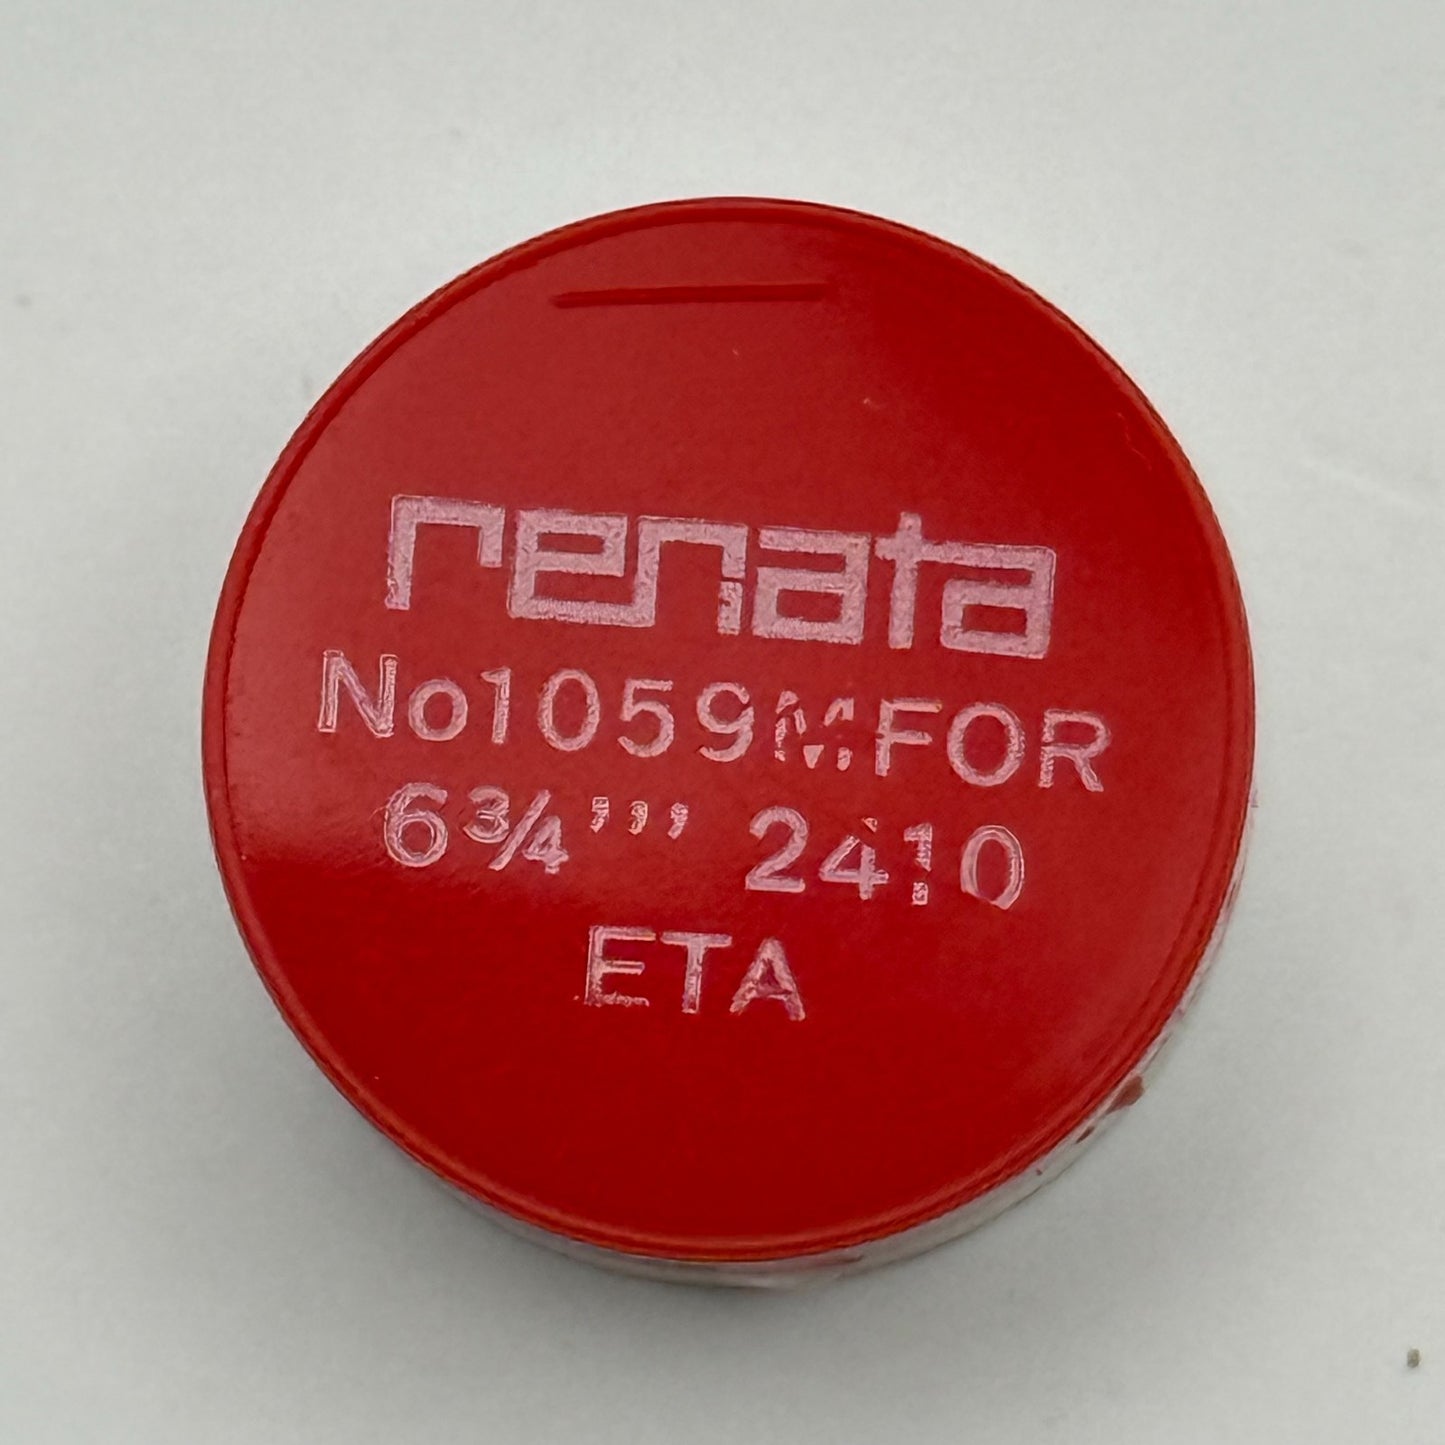 renata
No1059MFOR
6¾''' 2410
ETA